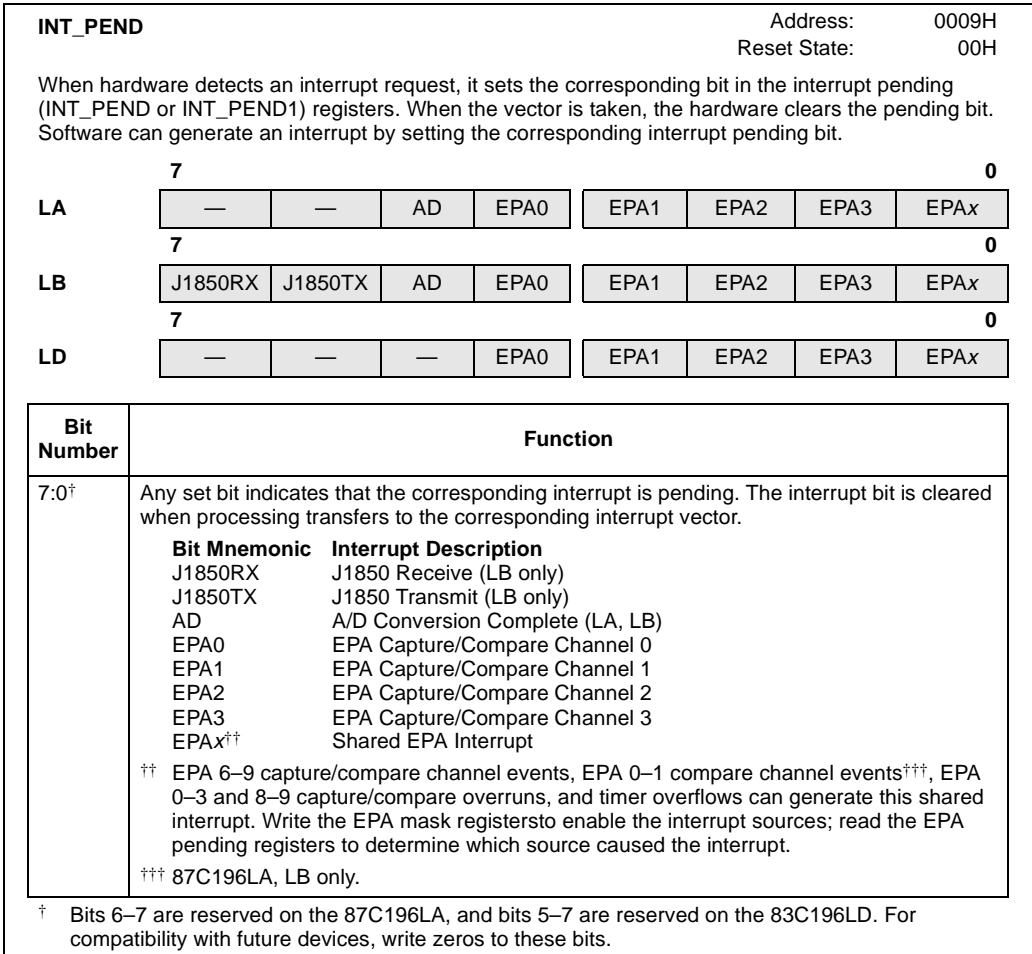 INT_PEND Address: 0009H
Reset State: 00H
When hardware detects an interrupt request, it sets the corresponding bit in the interrupt pending
(INT_PEND or INT_PEND1) registers. When the vector is taken, the hardware clears the pending bit.
Software can generate an interrupt by setting the corresponding interrupt pending bit.
7 0
LA — — AD EPA0 EPA1 EPA2 EPA3 EPAx
7 0
LB J1850RX J1850TX AD EPA0 EPA1 EPA2 EPA3 EPAx
7 0
LD — — — EPA0 EPA1 EPA2 EPA3 EPAx
Bit
Number Function
7:0† Any set bit indicates that the corresponding interrupt is pending. The interrupt bit is cleared
when processing transfers to the corresponding interrupt vector.
Bit Mnemonic Interrupt Description
J1850RX J1850 Receive (LB only)
J1850TX J1850 Transmit (LB only)
AD A/D Conversion Complete (LA, LB)
EPA0 EPA Capture/Compare Channel 0
EPA1 EPA Capture/Compare Channel 1
EPA2 EPA Capture/Compare Channel 2
EPA3 EPA Capture/Compare Channel 3
EPAx†† Shared EPA Interrupt
†† EPA 6–9 capture/compare channel events, EPA 0–1 compare channel events†††, EPA
0–3 and 8–9 capture/compare overruns, and timer overflows can generate this shared
interrupt. Write the EPA mask registersto enable the interrupt sources; read the EPA
pending registers to determine which source caused the interrupt.
††† 87C196LA, LB only.
† Bits 6–7 are reserved on the 87C196LA, and bits 5–7 are reserved on the 83C196LD. For
compatibility with future devices, write zeros to these bits.